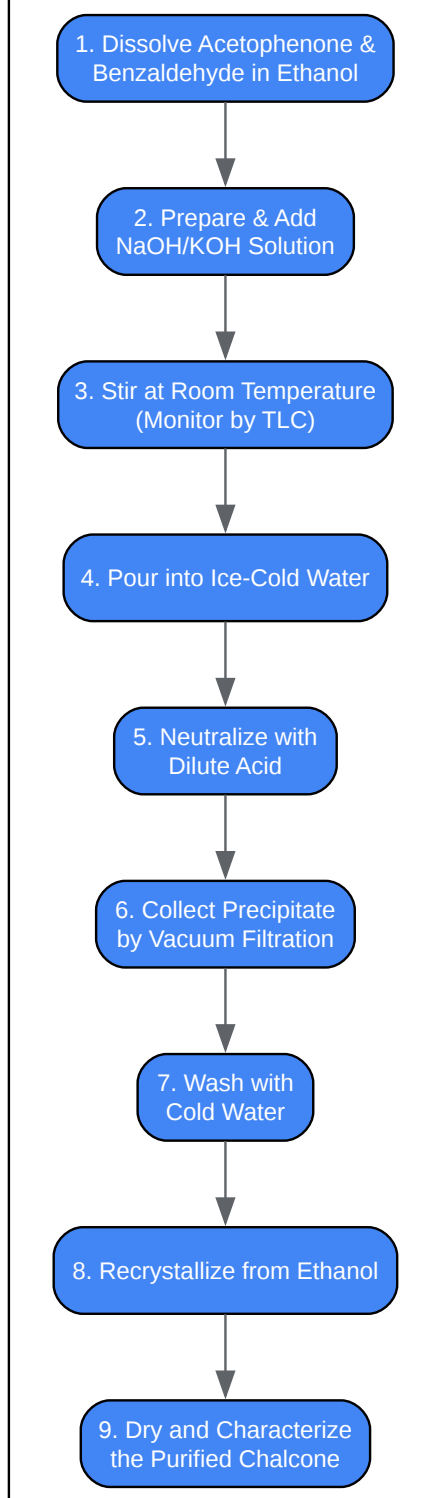 1. Dissolve Acetophenone &
Benzaldehyde in Ethanol
2. Prepare & Add
NaOH/KOH Solution
3. Stir at Room Temperature
(Monitor by TLC)
4. Pour into Ice-Cold Water
5. Neutralize with
Dilute Acid
6. Collect Precipitate
by Vacuum Filtration
7. Wash with
Cold Water
8. Recrystallize from Ethanol
9. Dry and Characterize
the Purified Chalcone